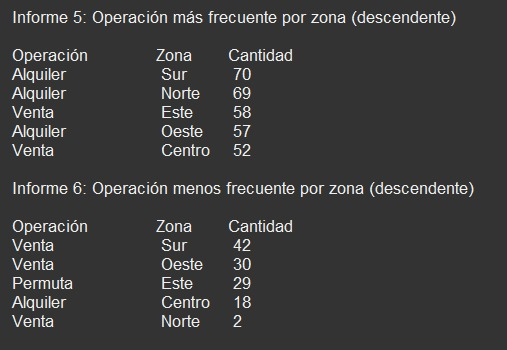 Informe 5: Operación más frecuente por zona (descendente)
Operación Zona Cantidad
Alquiler Sur 70
Alquiler Norte 69
Venta Este 58
Alquiler Oeste 57
Venta Centro 52
Informe 6: Operación menos frecuente por zona (descendente)
Operación Zona Cantidad
Venta Sur 42
Venta Oeste 30
Permuta Este 29
Alquiler Centro 18
Venta Norte 2